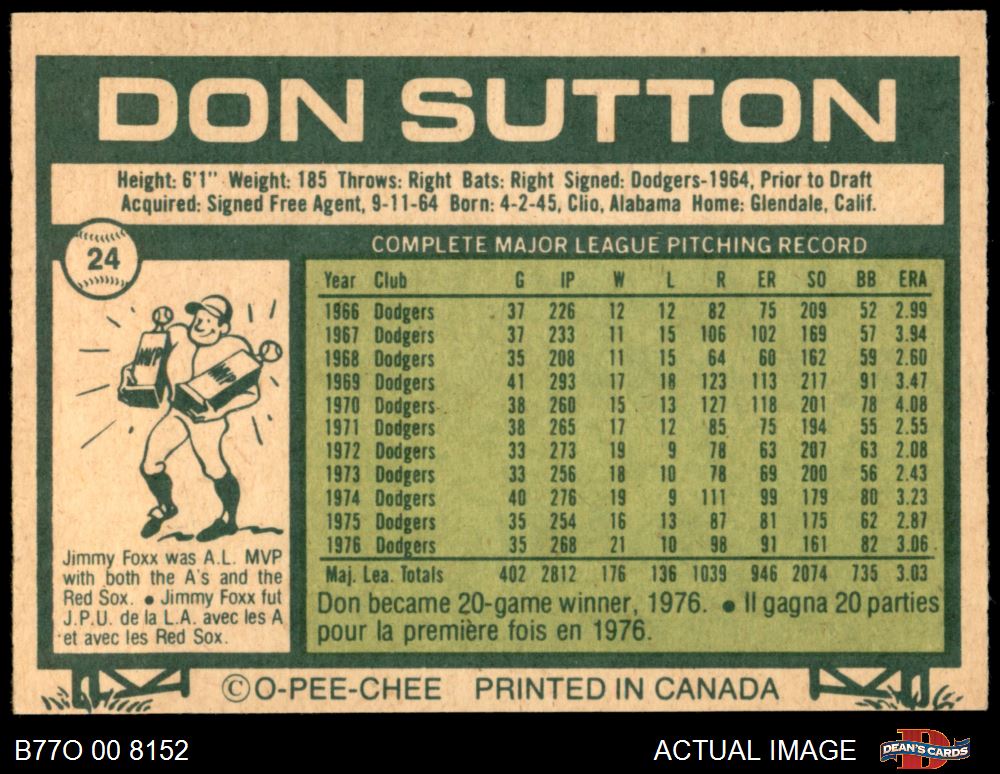 DON SUTTON
Height: 6'1" Weight: 185 Throws: Right Bats: Right Signed: Dodgers-1964, Prior to Draft
Acquired: Signed Free Agent, 9-11-64 Born: 4-2-45, Clio, Alabama Home: Glendale, Calif.
24
COMPLETE MAJOR LEAGUE PITCHING RECORD
Year Club G IP W L R ER SO BB ERA
1966 Dodgers 37 226 12 12 82 75 209 52 2.99
1967 Dodgers 37 233 11 15 106 102 169 57 3.94
1968 Dodgers 35 208 11 15 64 60 162 59 2.60
1969 Dodgers 41 293 17 18 123 113 217 91 3.47
1970 Dodgers 38 260 15 13 127 118 201 78 4.08
1971 Dodgers 38 265 17 12 85 75 194 55 2.55
1972 Dodgers 33 273 19 9 78 63 207 63 2.08
1973 Dodgers 33 256 18 10 78 69 200 56 2.43
1974 Dodgers 40 276 19 9 111 99 179 80 3.23
1975 Dodgers 35 254 16 13 87 81 175 62 2.87
1976 Dodgers 35 268 21 10 98 91 161 82 3.06
Maj. Lea. Totals 402 2812 176 136 1039 946 2074 735 3.03
Don became 20-game winner, 1976. ● Il gagna 20 parties
pour la première fois en 1976.
MVP
MVP
Jimmy Foxx was A.L. MVP
with both the A's and the
Red Sox. ● Jimmy Foxx fut
J.P.U. de la L.A. avec les A
et avec les Red Sox.
©O-PEE-CHEE PRINTED IN CANADA
B77O 00 8152
ACTUAL IMAGE
DEAN'S CARDS